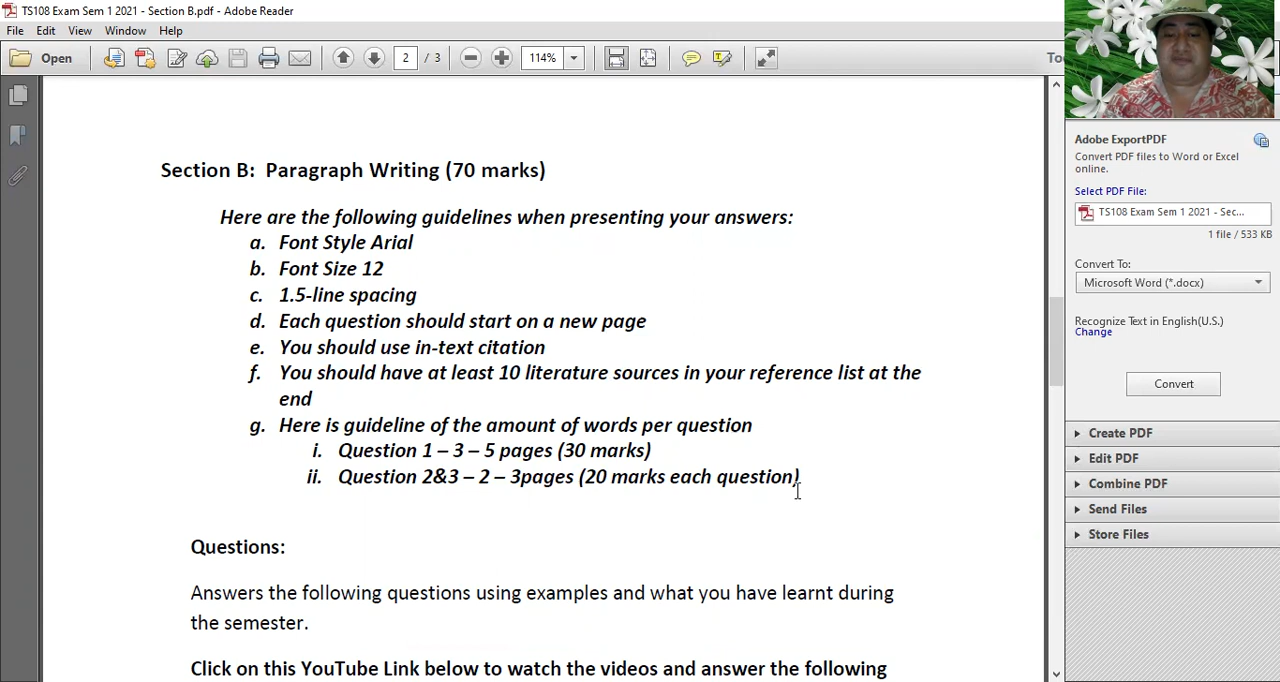 TS108 Exam Sem 1 2021 - Section B.pdf - Adobe Reader
File Edit View Window Help
Open 2 / 3 114%
Section B: Paragraph Writing (70 marks)
Here are the following guidelines when presenting your answers:
a. Font Style Arial
b. Font Size 12
c. 1.5-line spacing
d. Each question should start on a new page
e. You should use in-text citation
f. You should have at least 10 literature sources in your reference list at the
end
g. Here is guideline of the amount of words per question
i. Question 1 – 3 – 5 pages (30 marks)
ii. Question 2&3 – 2 – 3pages (20 marks each question)
Questions:
Answers the following questions using examples and what you have learnt during
the semester.
Click on this YouTube Link below to watch the videos and answer the following
Adobe ExportPDF
Convert PDF files to Word or Excel
online.
Select PDF File:
TS108 Exam Sem 1 2021 - Sec...
1 file / 533 KB
Convert To:
Microsoft Word (*.docx)
Recognize Text in English(U.S.)
Change
Convert
Create PDF
Edit PDF
Combine PDF
Send Files
Store Files